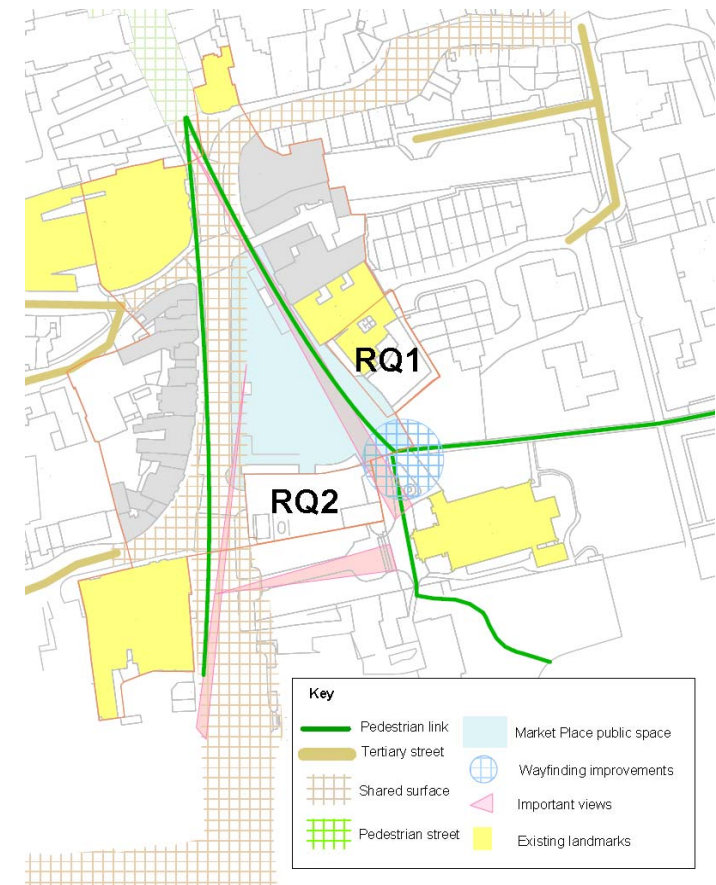 RQ1
RQ2
Key
Pedestrian link
Tertiary street
Shared surface
Pedestrian street
Market Place public space
Wayfinding improvements
Important views
Existing landmarks